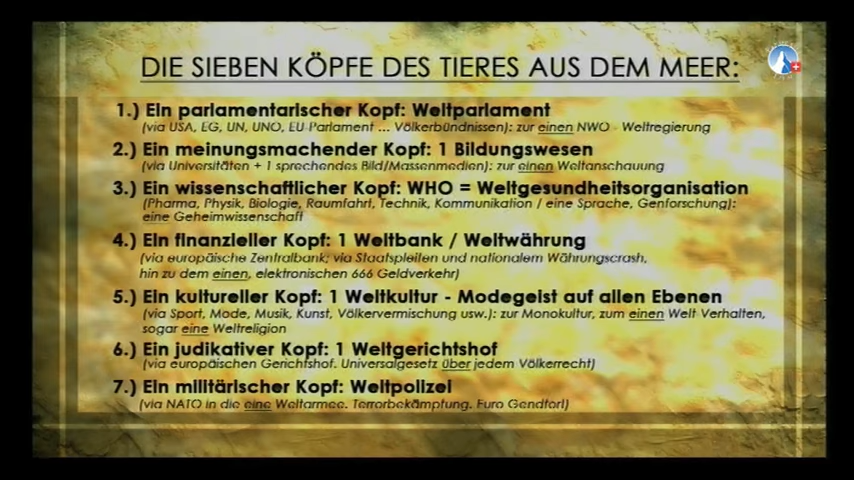 DIE SIEBEN KÖPFE DES TIERES AUS DEM MEER:
1.) Ein parlamentarischer Kopf: Weltparlament
(via USA, EG, UN, UNO, EU Parlament ... Völkerbündnissen): zur einen NWO - Weltregierung
2.) Ein meinungsmachender Kopf: 1 Bildungswesen
(via Universitäten + 1 sprechendes Bild/Massenmedien): zur einen Weltanschauung
3.) Ein wissenschaftlicher Kopf: WHO = Weltgesundheitsorganisation
(Pharma, Physik, Biologie, Raumfahrt, Technik, Kommunikation / eine Sprache, Genforschung):
eine Geheimwissenschaft
4.) Ein finanzieller Kopf: 1 Weltbank / Weltwährung
(via europäische Zentralbank; via Staatspleiten und nationalem Währungscrash,
hin zu dem einen, elektronischen 666 Geldverkehr)
5.) Ein kultureller Kopf: 1 Weltkultur - Modegeist auf allen Ebenen
(via Sport, Mode, Musik, Kunst, Völkervermischung usw.): zur Monokultur, zum einen Welt Verhalten,
sogar eine Weltreligion
6.) Ein judikativer Kopf: 1 Weltgerichtshof
(via europäischen Gerichtshof. Universalgesetz über jedem Völkerrecht)
7.) Ein militärischer Kopf: Weltpolizei
(via NATO in die eine Weltarmee. Terrorbekämpfung. Euro Gendfor!)